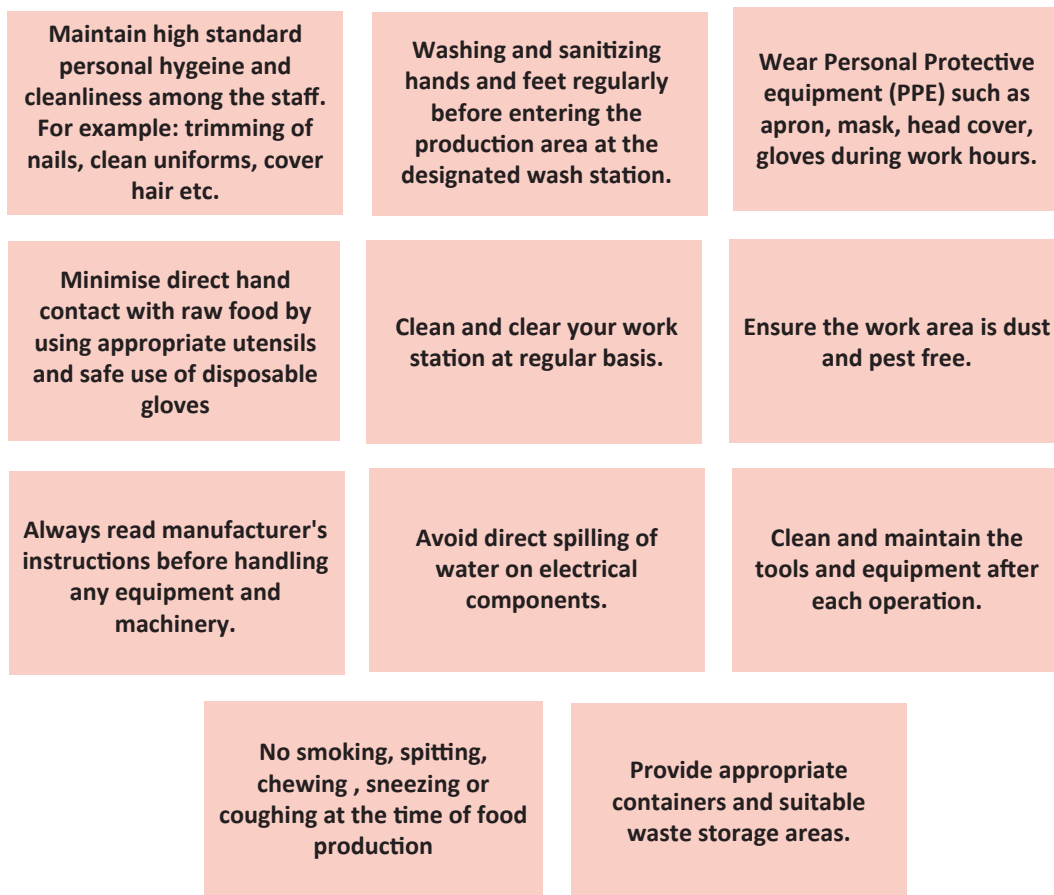 Maintain high standard
personal hygeine and
cleanliness among the staff.
For example: trimming of
nails, clean uniforms, cover
hair etc.
Washing and sanitizing
hands and feet regularly
before entering the
production area at the
designated wash station.
Wear Personal Protective
equipment (PPE) such as
apron, mask, head cover,
gloves during work hours.
Minimise direct hand
contact with raw food by
using appropriate utensils
and safe use of disposable
gloves
Clean and clear your work
station at regular basis.
Ensure the work area is dust
and pest free.
Always read manufacturer's
instructions before handling
any equipment and
machinery.
Avoid direct spilling of
water on electrical
components.
Clean and maintain the
tools and equipment after
each operation.
No smoking, spitting,
chewing , sneezing or
coughing at the time of food
production
Provide appropriate
containers and suitable
waste storage areas.